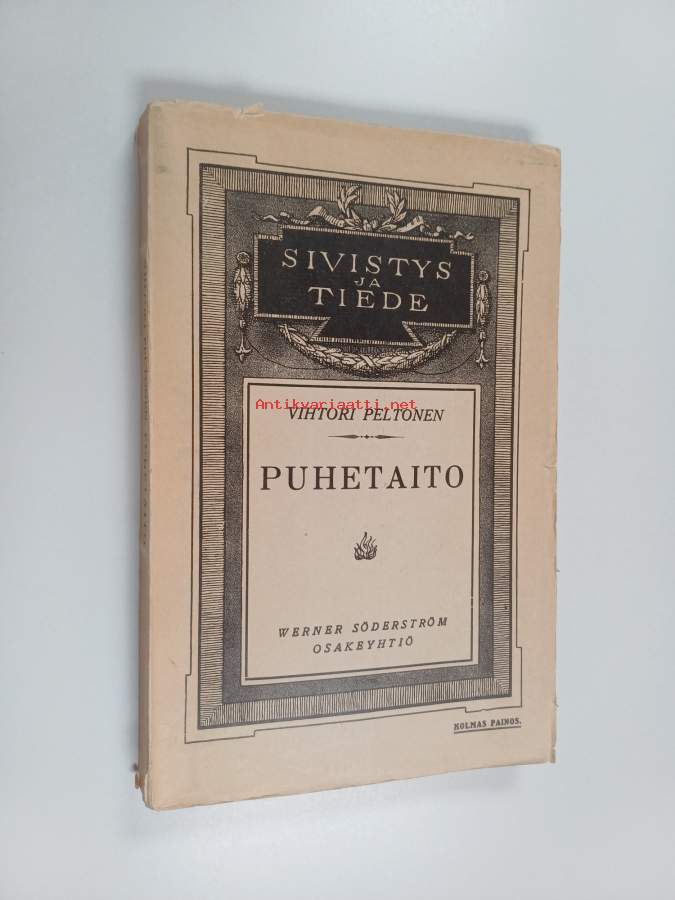 SIVISTYS
JA
TIEDE
Antikvariaatti.net
VIHTORI PELTONEN
PUHETAITO
WERNER SÖDERSTRÖM
OSAKEYHTIÖ
KOLMAS PAINOS.